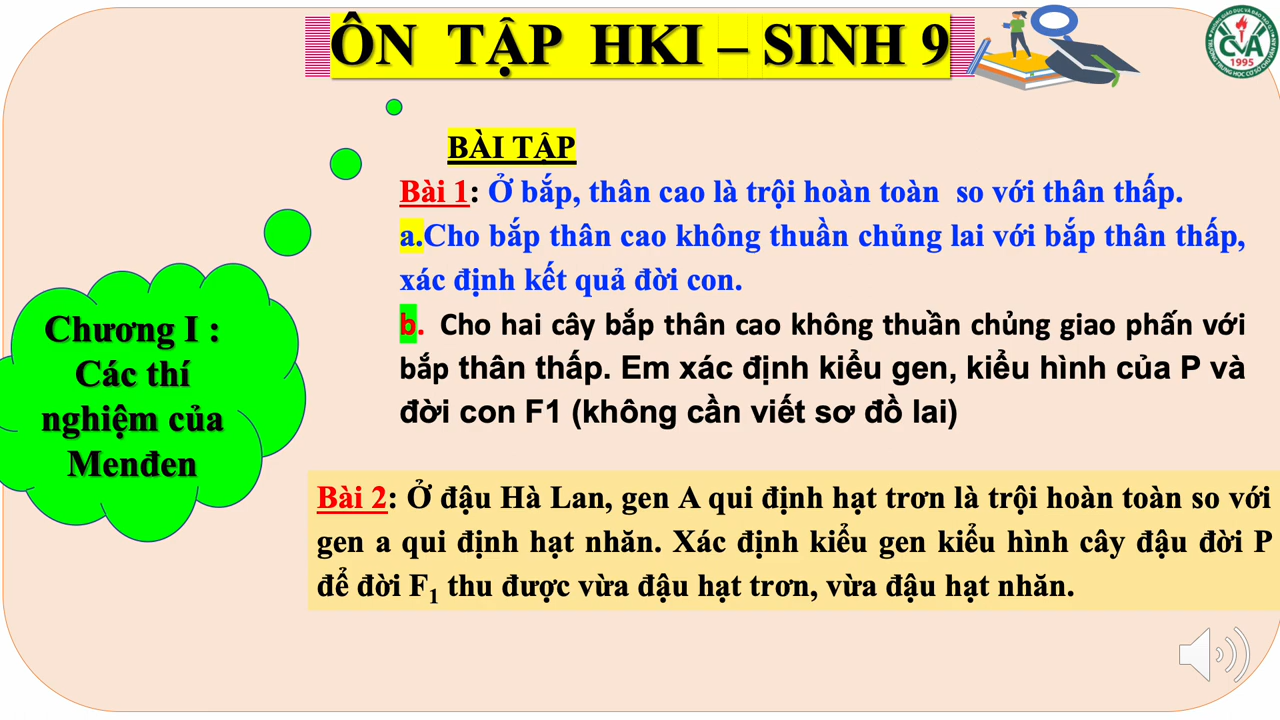 ÔN TẬP HKI – SINH 9
CVA
1995
BÀI TẬP
Bài 1: Ở bắp, thân cao là trội hoàn toàn so với thân thấp.
a.Cho bắp thân cao không thuần chủng lai với bắp thân thấp,
xác định kết quả đời con.
b. Cho hai cây bắp thân cao không thuần chủng giao phấn với
bắp thân thấp. Em xác định kiểu gen, kiểu hình của P và
đời con F1 (không cần viết sơ đồ lai)
Chương I :
Các thí
nghiệm của
Menđen
Bài 2: Ở đậu Hà Lan, gen A qui định hạt trơn là trội hoàn toàn so với
gen a qui định hạt nhăn. Xác định kiểu gen kiểu hình cây đậu đời P
để đời F1 thu được vừa đậu hạt trơn, vừa đậu hạt nhăn.